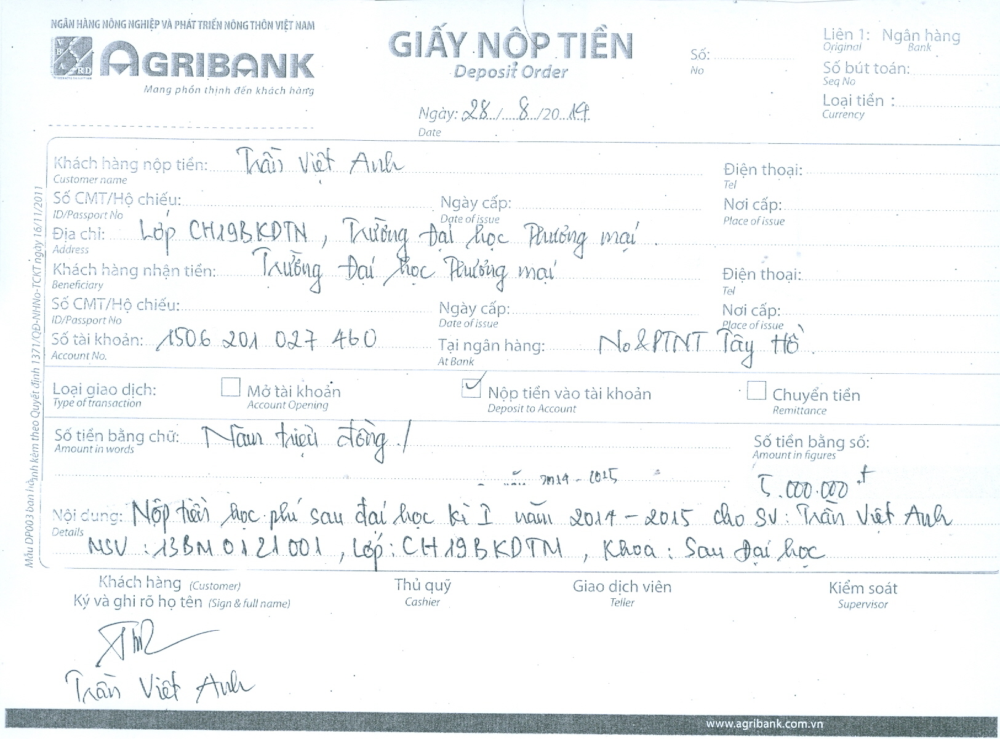 NGÂN HÀNG NÔNG NGHIỆP VÀ PHÁT TRIỂN NÔNG THÔN VIỆT NAM
VBARD
AGRIBANK
Mang phồn thịnh đến khách hàng
GIẤY NỘP TIỀN
Deposit Order
Ngày: 28/8/2014
Date
Số:
No
Liên 1: Ngân hàng
Original Bank
Số bút toán:
Seq No
Loại tiền :
Currency
Khách hàng nộp tiền: Trần Việt Anh Điện thoại:
Customer name Tel
Số CMT/Hộ chiếu: Ngày cấp: Nơi cấp:
ID/Passport No Date of issue Place of issue
Địa chỉ: Lớp CH19BKDTN, Trường Đại học Thương mại.
Address
Khách hàng nhận tiền: Trường Đại học Thương mại Điện thoại:
Beneficiary Tel
Số CMT/Hộ chiếu: Ngày cấp: Nơi cấp:
ID/Passport No Date of issue Place of issue
Số tài khoản: 1506 201 027 460 Tại ngân hàng: No&PTNT Tây Hồ.
Account No. At Bank
Loại giao dịch: Mở tài khoản Nộp tiền vào tài khoản Chuyển tiền
Type of transaction Account Opening Deposit to Account Remittance
Số tiền bằng chữ: Năm triệu đồng./ Số tiền bằng số:
Amount in words Amount in figures
năm 2014 - 2015 5.000.000đ
Nội dung: Nộp tiền học phí sau đại học kì I năm 2014 - 2015 cho SV: Trần Việt Anh
Details
MSV: 13BM0121001, Lớp: CH19BKDTM, Khoa: Sau Đại học
Khách hàng (Customer) Thủ quỹ Giao dịch viên Kiểm soát
Ký và ghi rõ họ tên (Sign & full name) Cashier Teller Supervisor
Trần Việt Anh
Mẫu DP003 ban hành kèm theo Quyết định 1371/QĐ-NHNo-TCKT ngày 16/11/2011
www.agribank.com.vn